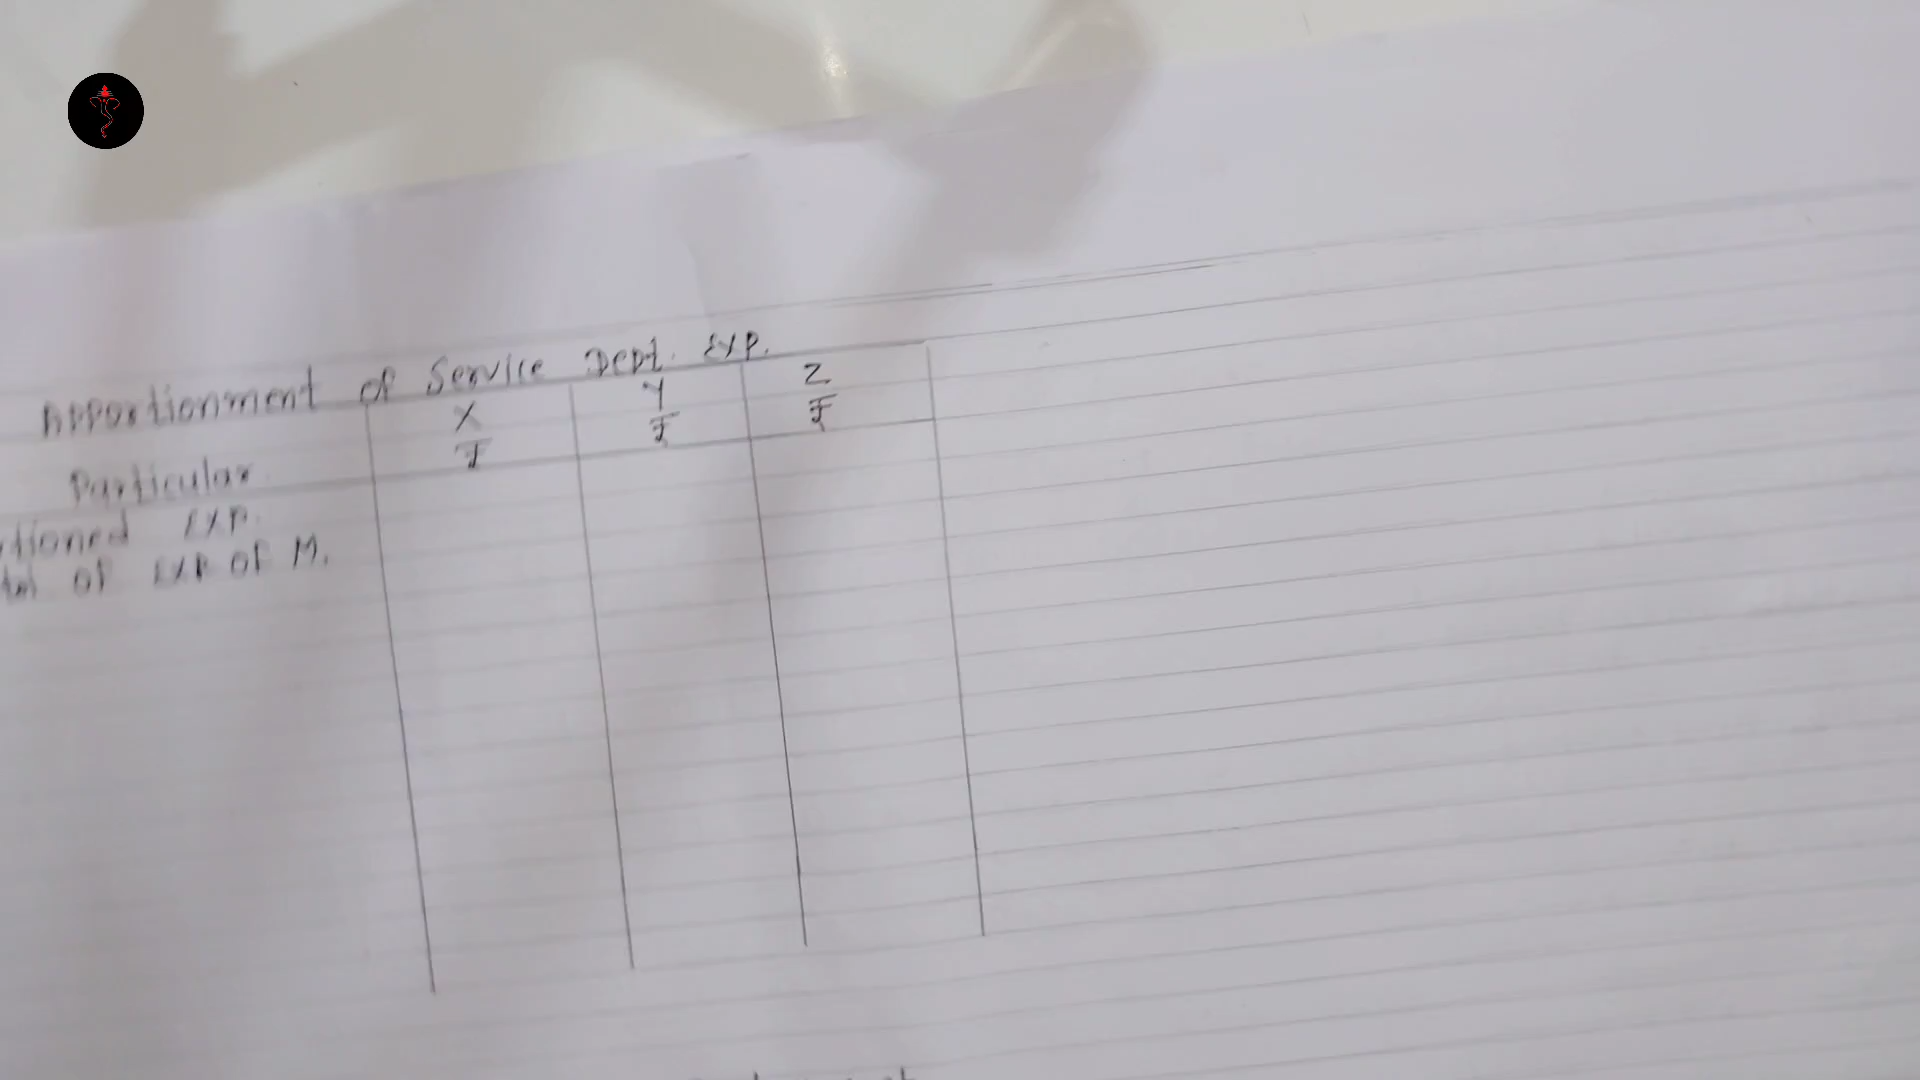 Apportionment of Service Dept. Exp.
Particular X Y Z
₹ ₹ ₹
Exp.
of Exp of M.